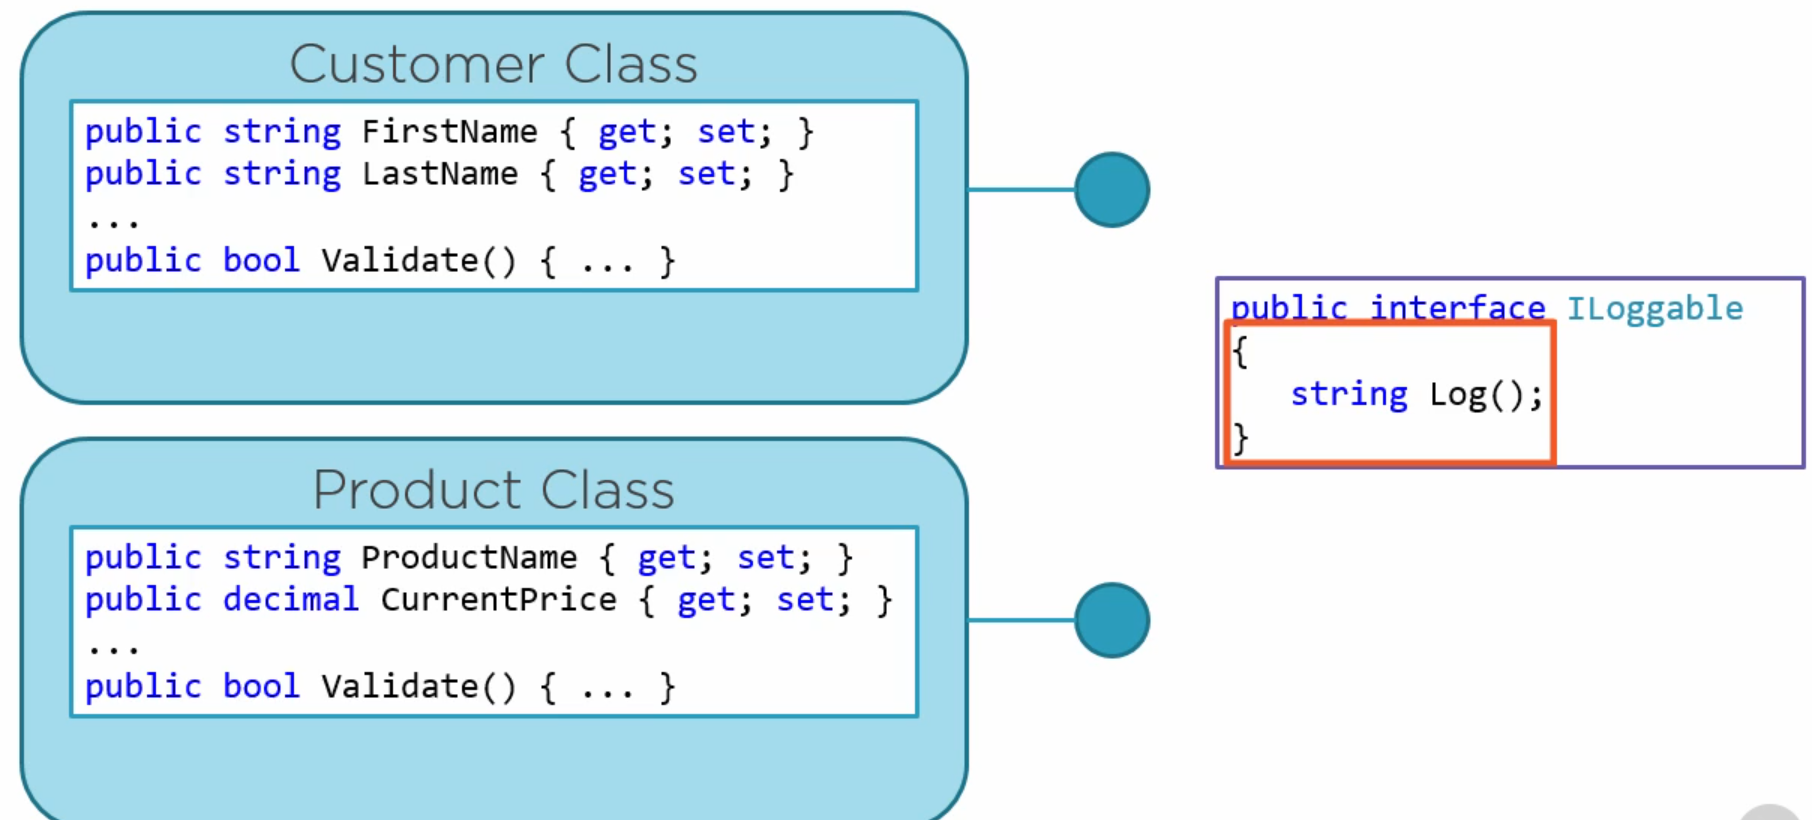 Customer Class
public string FirstName { get; set; }
public string LastName { get; set; }
...
public bool Validate() { ... }
public interface ILoggable
{
string Log();
}
Product Class
public string ProductName { get; set; }
public decimal CurrentPrice { get; set; }
...
public bool Validate() { ... }